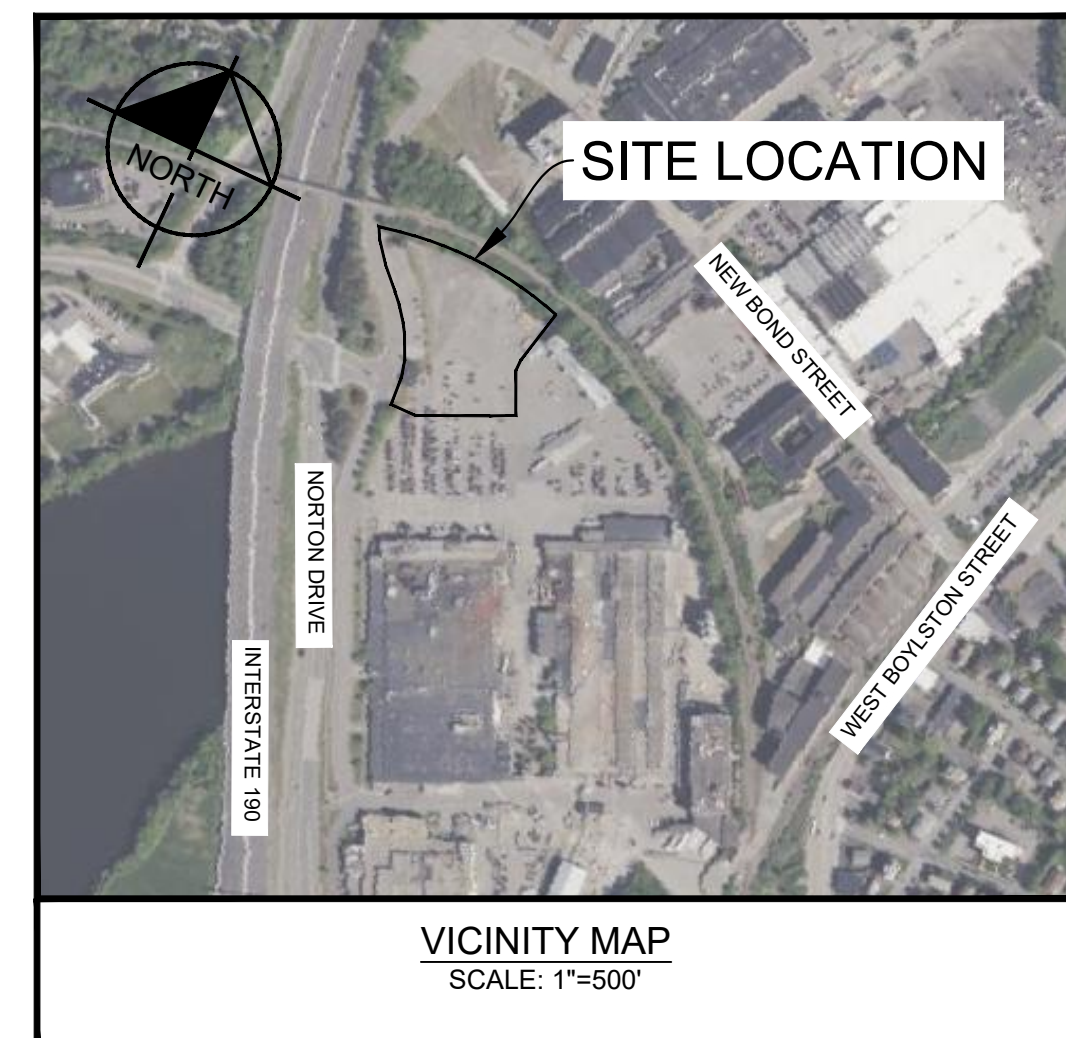 NORTH
SITE LOCATION
NEW BOND STREET
NORTON DRIVE
WEST BOYLSTON STREET
INTERSTATE 190
VICINITY MAP
SCALE: 1"=500'